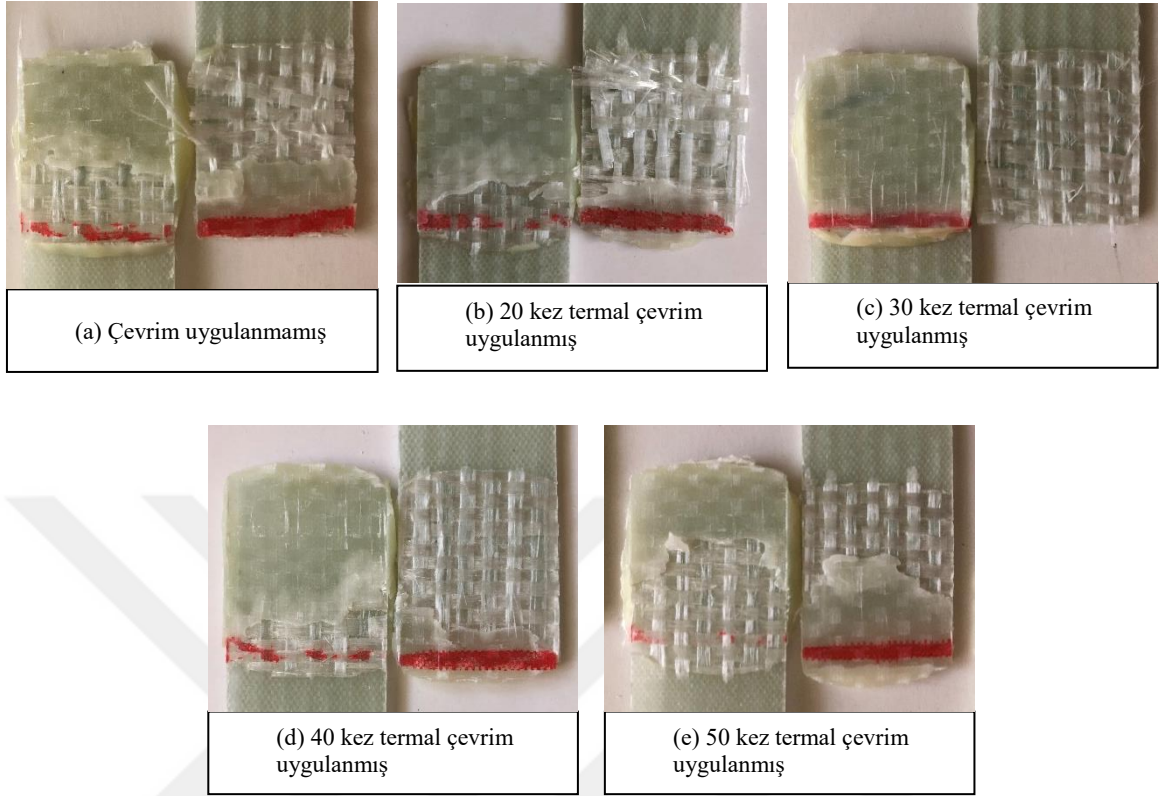 (a) Çevrim uygulanmamış
(b) 20 kez termal çevrim
uygulanmış
(c) 30 kez termal çevrim
uygulanmış
(d) 40 kez termal çevrim
uygulanmış
(e) 50 kez termal çevrim
uygulanmış